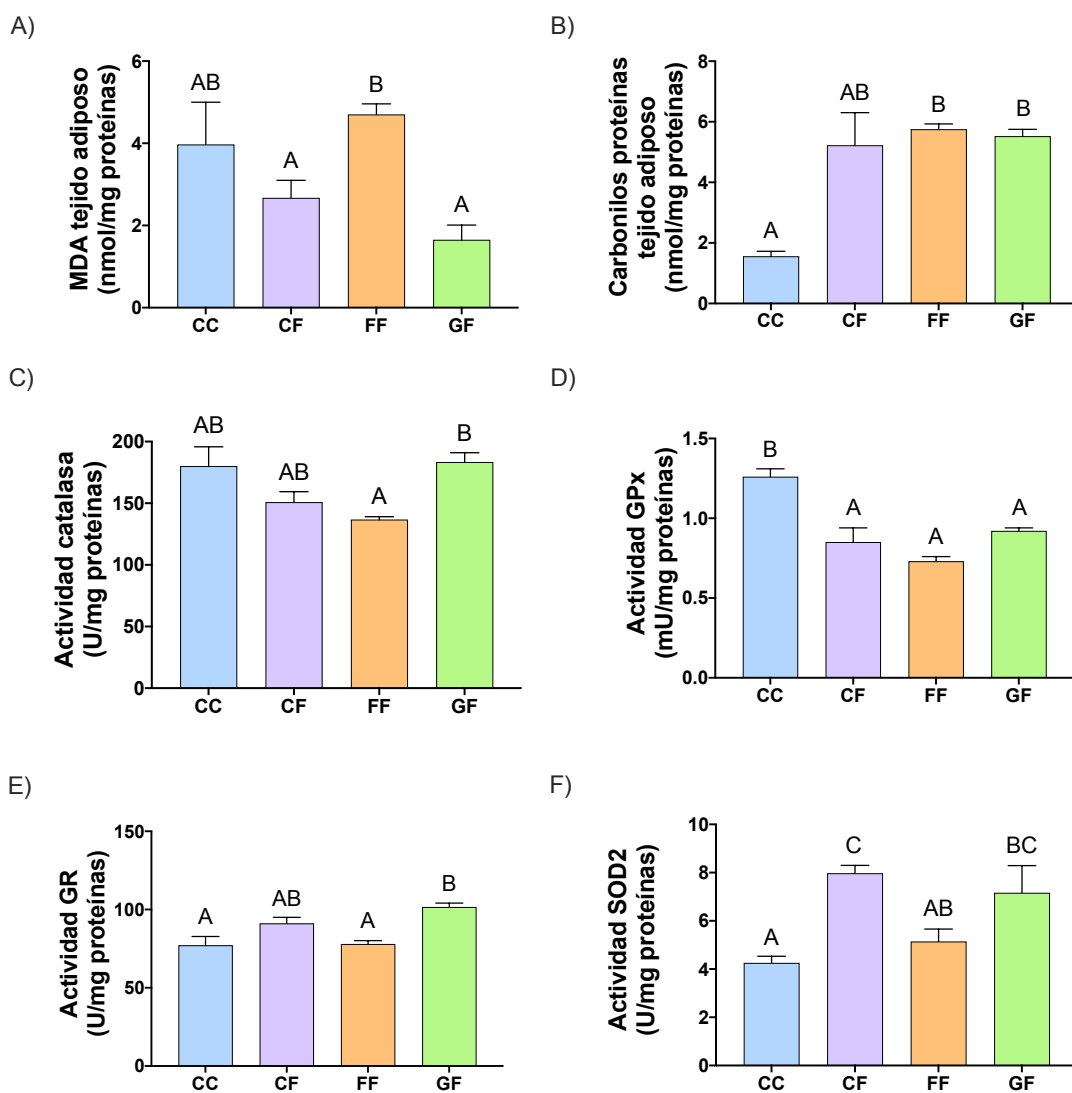 A)
MDA tejido adiposo
(nmol/mg proteínas)
6
4
2
0
AB
A
B
A
CC CF FF GF
B)
Carbonilos proteínas
tejido adiposo
(nmol/mg proteínas)
8
6
4
2
0
A
AB
B
B
CC CF FF GF
C)
Actividad catalasa
(U/mg proteínas)
200
150
100
50
0
AB
AB
A
B
CC CF FF GF
D)
Actividad GPx
(mU/mg proteínas)
1.5
1.0
0.5
0.0
B
A
A
A
CC CF FF GF
E)
Actividad GR
(U/mg proteínas)
150
100
50
0
A
AB
A
B
CC CF FF GF
F)
Actividad SOD2
(U/mg proteínas)
10
8
6
4
2
0
A
C
AB
BC
CC CF FF GF